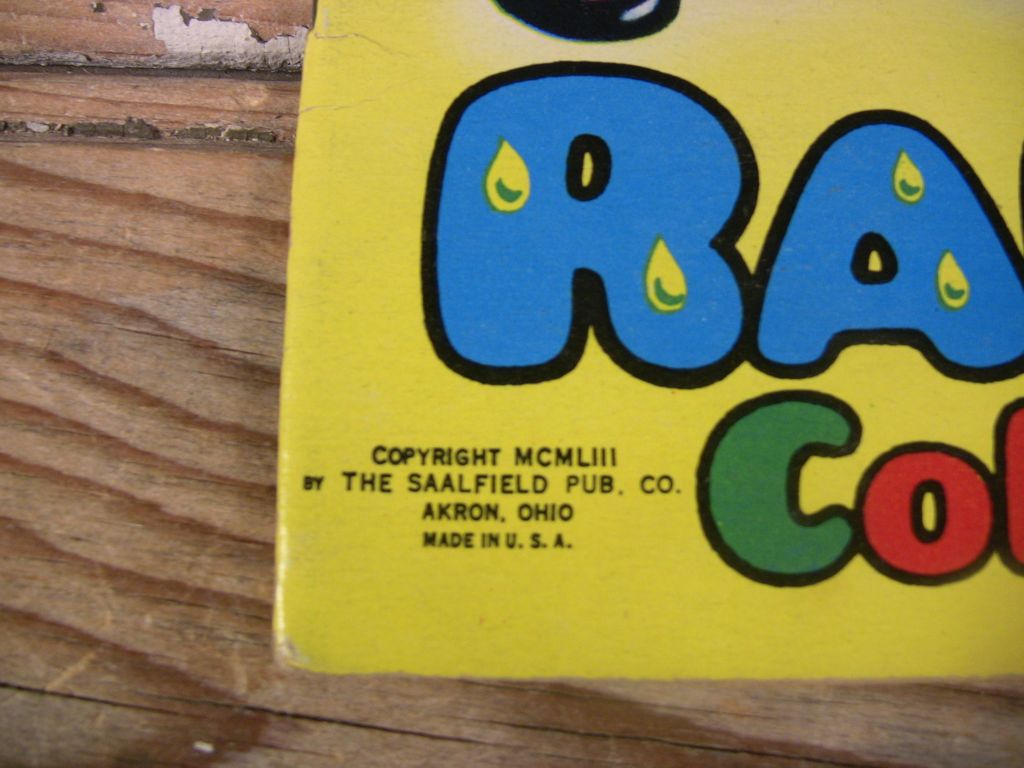 RA
Co
COPYRIGHT MCMLIII
BY THE SAALFIELD PUB. CO.
AKRON, OHIO
MADE IN U. S. A.